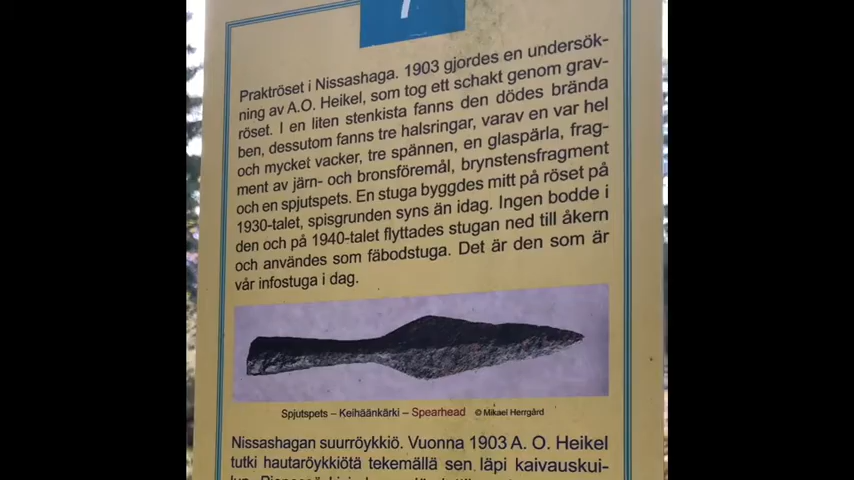 7
Praktröset i Nissashaga. 1903 gjordes en undersök-
ning av A.O. Heikel, som tog ett schakt genom grav-
röset. I en liten stenkista fanns den dödes brända
ben, dessutom fanns tre halsringar, varav en var hel
och mycket vacker, tre spännen, en glaspärla, frag-
ment av järn- och bronsföremål, brynstensfragment
och en spjutspets. En stuga byggdes mitt på röset på
1930-talet, spisgrunden syns än idag. Ingen bodde i
den och på 1940-talet flyttades stugan ned till åkern
och användes som fäbodstuga. Det är den som är
vår infostuga i dag.
Spjutspets – Keihäänkärki – Spearhead © Mikael Herrgård
Nissashagan suurröykkiö. Vuonna 1903 A. O. Heikel
tutki hautaröykkiötä tekemällä sen läpi kaivauskui-